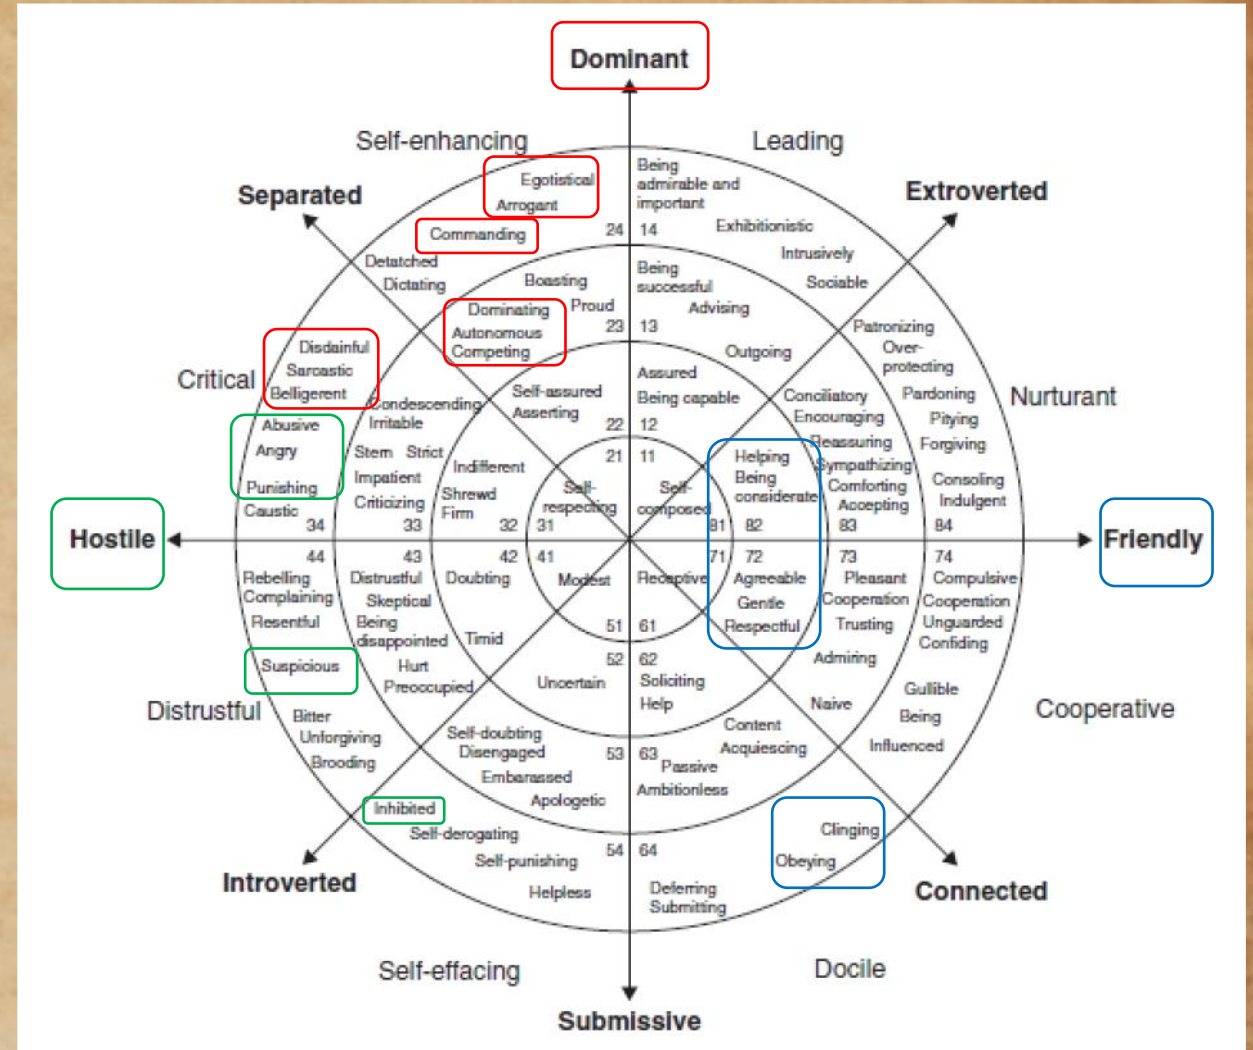 Dominant
Self-enhancing
Leading
Separated
Extroverted
Egotistical
Arrogant
Commanding
Detatched
Dictating
24
14
Being
admirable and
important
Exhibitionistic
Intrusively
Sociable
Boasting
Proud
Dominating
Autonomous
Competing
23
13
Being
successful
Advising
Outgoing
Patronizing
Over-
protecting
Pardoning
Pitying
Forgiving
Consoling
Indulgent
Critical
Nurturant
Disdainful
Sarcastic
Belligerent
Abusive
Angry
Punishing
Caustic
34
Condescending
Irritable
Stern Strict
Impatient
Criticizing
33
Self-assured
Asserting
22
12
Assured
Being capable
Conciliatory
Encouraging
Reassuring
Sympathizing
Comforting
Accepting
83
84
Indifferent
Shrewd
Firm
32
21
11
Self-
respecting
31
Self-
composed
81
Helping
Being
considerate
82
Hostile
Friendly
44
Rebelling
Complaining
Resentful
Suspicious
Bitter
Unforgiving
Brooding
43
Distrustful
Skeptical
Being
disappointed
Hurt
Preoccupied
42
Doubting
Timid
41
Modest
51
61
Receptive
71
72
Agreeable
Gentle
Respectful
73
Pleasant
Cooperation
Trusting
Admiring
Naive
74
Compulsive
Cooperation
Unguarded
Confiding
Gullible
Being
Influenced
Distrustful
Cooperative
52
62
Uncertain
Soliciting
Help
Self-doubting
Disengaged
Embarassed
Apologetic
53
63
Content
Acquiescing
Passive
Ambitionless
Inhibited
Self-derogating
Self-punishing
Helpless
54
64
Clinging
Obeying
Deferring
Submitting
Introverted
Connected
Self-effacing
Docile
Submissive